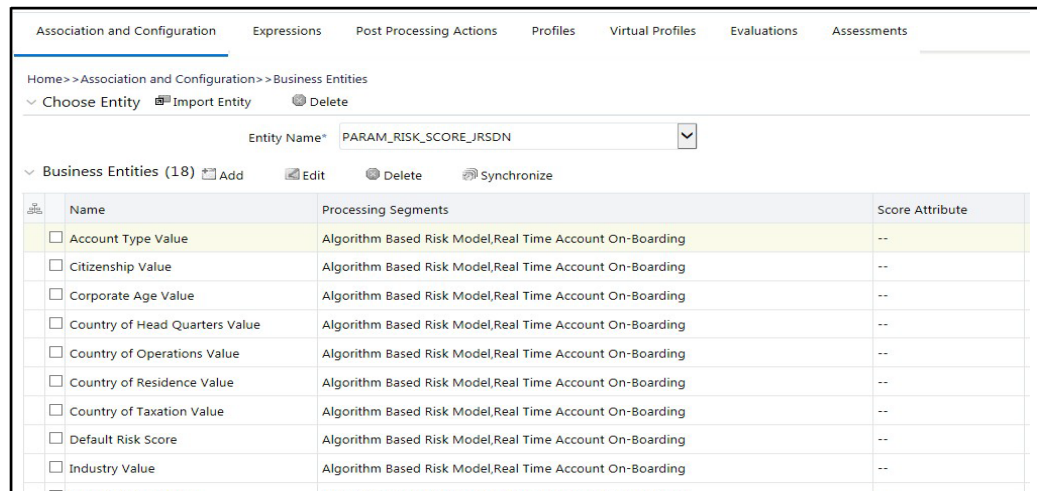 Association and Configuration Expressions Post Processing Actions Profiles Virtual Profiles Evaluations Assessments
Home>>Association and Configuration>>Business Entities
Choose Entity Import Entity Delete
Entity Name* PARAM_RISK_SCORE_JRSDN
Business Entities (18) Add Edit Delete Synchronize
Name Processing Segments Score Attribute
Account Type Value Algorithm Based Risk Model,Real Time Account On-Boarding --
Citizenship Value Algorithm Based Risk Model,Real Time Account On-Boarding --
Corporate Age Value Algorithm Based Risk Model,Real Time Account On-Boarding --
Country of Head Quarters Value Algorithm Based Risk Model,Real Time Account On-Boarding --
Country of Operations Value Algorithm Based Risk Model,Real Time Account On-Boarding --
Country of Residence Value Algorithm Based Risk Model,Real Time Account On-Boarding --
Country of Taxation Value Algorithm Based Risk Model,Real Time Account On-Boarding --
Default Risk Score Algorithm Based Risk Model,Real Time Account On-Boarding --
Industry Value Algorithm Based Risk Model,Real Time Account On-Boarding --